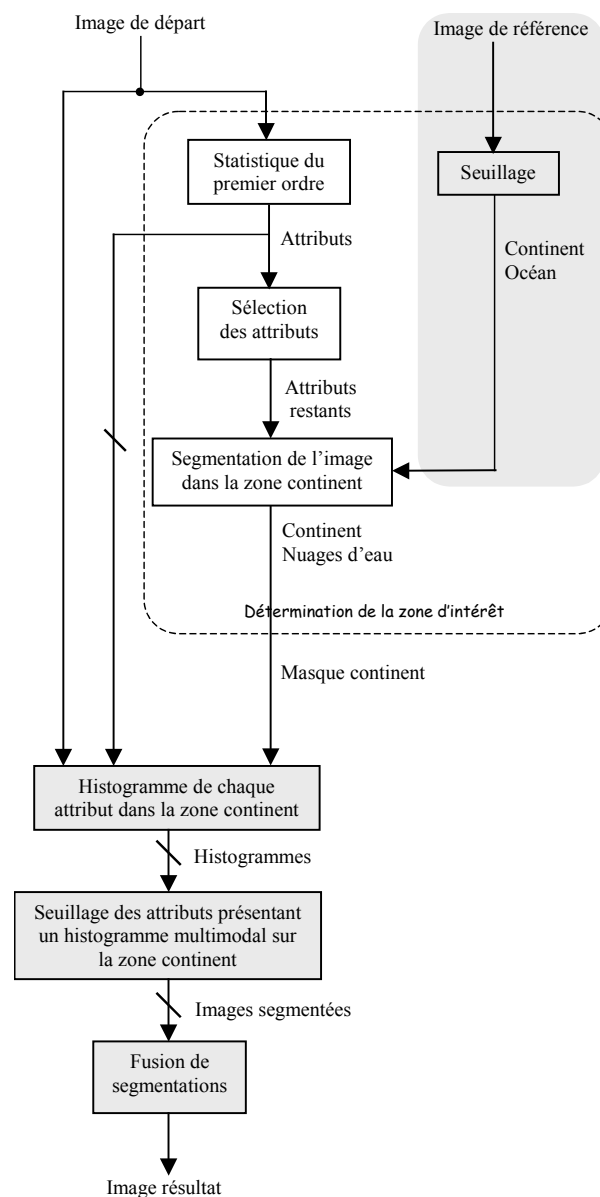 Image de départ
Image de référence
Statistique du
premier ordre
Seuillage
Attributs
Continent
Océan
Sélection
des attributs
Attributs
restants
Segmentation de l’image
dans la zone continent
Continent
Nuages d’eau
Détermination de la zone d’intérêt
Masque continent
Histogramme de chaque
attribut dans la zone continent
Histogrammes
Seuillage des attributs présentant
un histogramme multimodal sur
la zone continent
Images segmentées
Fusion de
segmentations
Image résultat